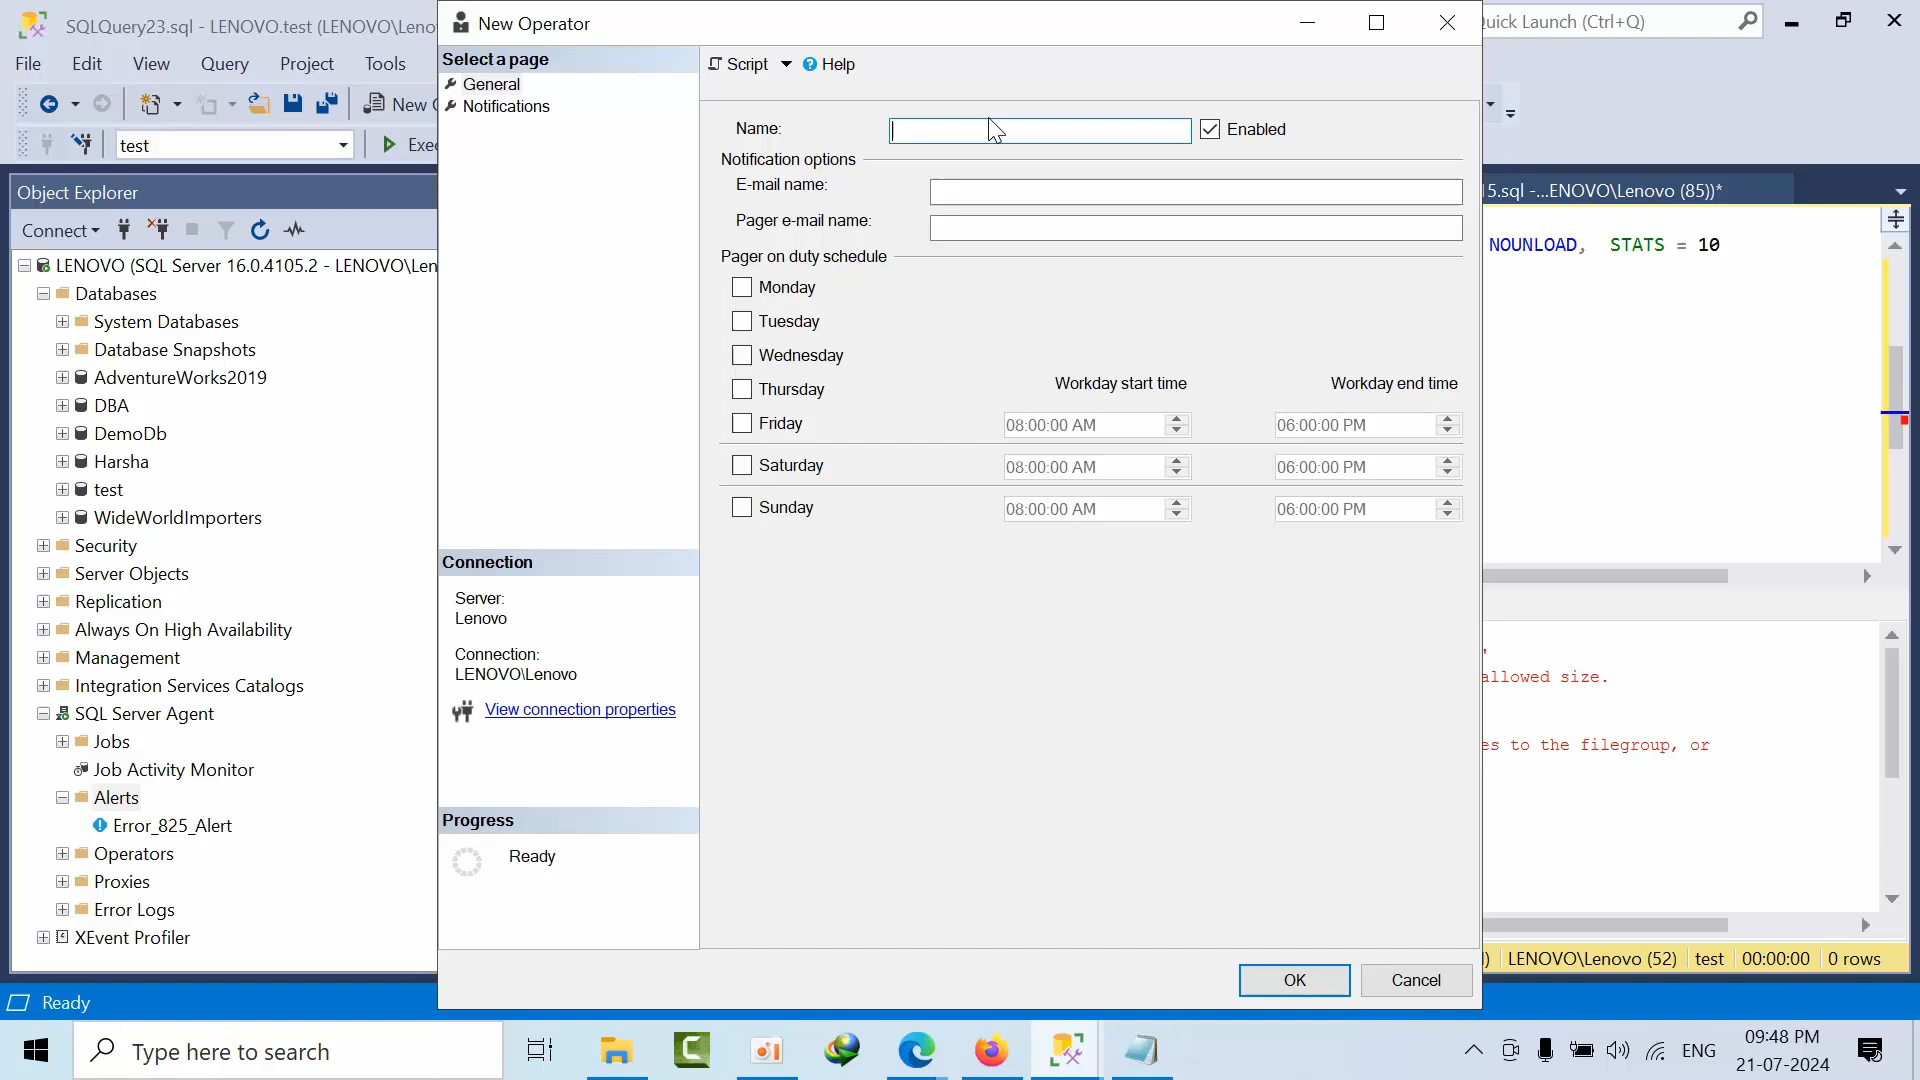 SQLQuery23.sql - LENOVO.test (LENOVO\Leno
New Operator
Quick Launch (Ctrl+Q)
File Edit View Query Project Tools
New
test
Exec
Select a page
General
Notifications
Script Help
Name:
Enabled
Notification options
E-mail name:
Pager e-mail name:
Pager on duty schedule
Monday
Tuesday
Wednesday
Thursday
Workday start time Workday end time
Friday 08:00:00 AM 06:00:00 PM
Saturday 08:00:00 AM 06:00:00 PM
Sunday 08:00:00 AM 06:00:00 PM
Connection
Server:
Lenovo
Connection:
LENOVO\Lenovo
View connection properties
Progress
Ready
OK Cancel
Object Explorer
Connect
LENOVO (SQL Server 16.0.4105.2 - LENOVO\Len
Databases
System Databases
Database Snapshots
AdventureWorks2019
DBA
DemoDb
Harsha
test
WideWorldImporters
Security
Server Objects
Replication
Always On High Availability
Management
Integration Services Catalogs
SQL Server Agent
Jobs
Job Activity Monitor
Alerts
Error_825_Alert
Operators
Proxies
Error Logs
XEvent Profiler
15.sql -...ENOVO\Lenovo (85))*
NOUNLOAD, STATS = 10
allowed size.
es to the filegroup, or
LENOVO\Lenovo (52) test 00:00:00 0 rows
Ready
Type here to search
ENG
09:48 PM
21-07-2024